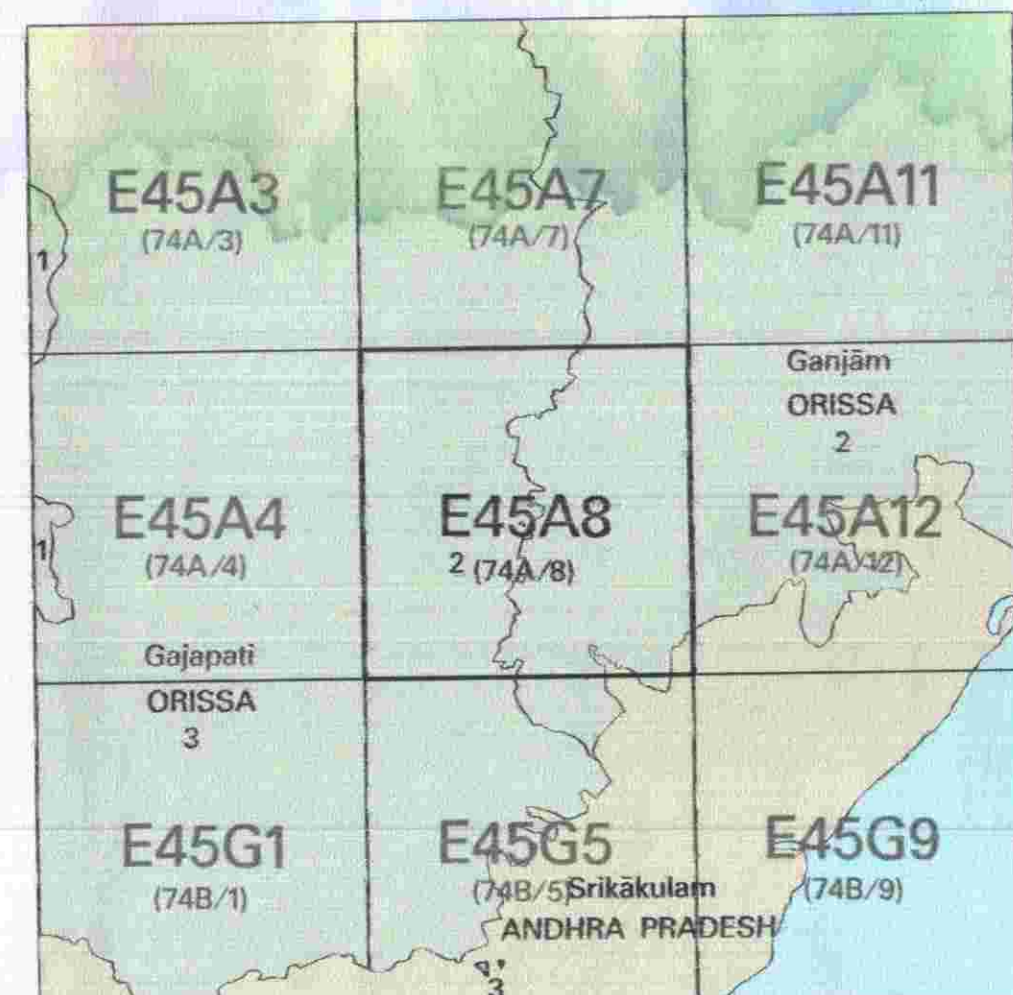 E45A3
(74A/3)
E45A7
(74A/7)
E45A11
(74A/11)
1
Ganjām
ORISSA
2
E45A4
(74A/4)
1
E45A8
2 (74A/8)
E45A12
(74A/12)
Gajapati
ORISSA
3
E45G1
(74B/1)
E45G5
(74B/5)
Srikākulam
ANDHRA PRADESH
3
E45G9
(74B/9)